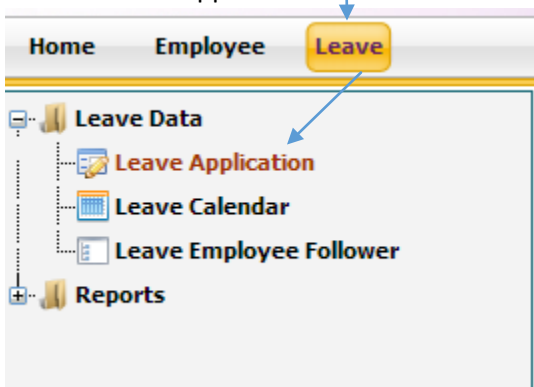 Home Employee Leave
Leave Data
Leave Application
Leave Calendar
Leave Employee Follower
Reports